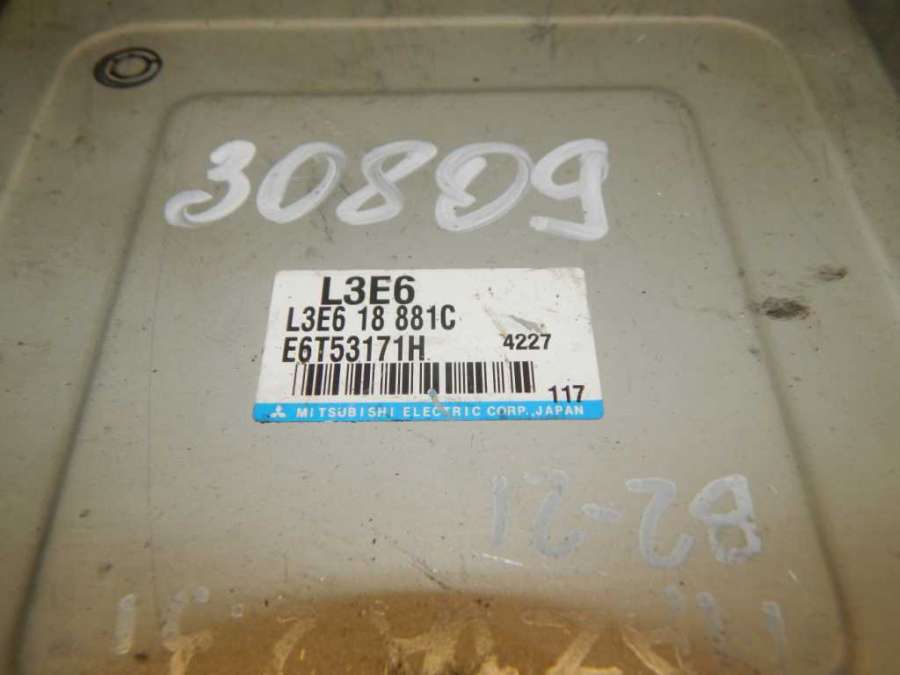 30809
L3E6
L3E6 18 881C
E6T53171H 4227
117
MITSUBISHI ELECTRIC CORP., JAPAN